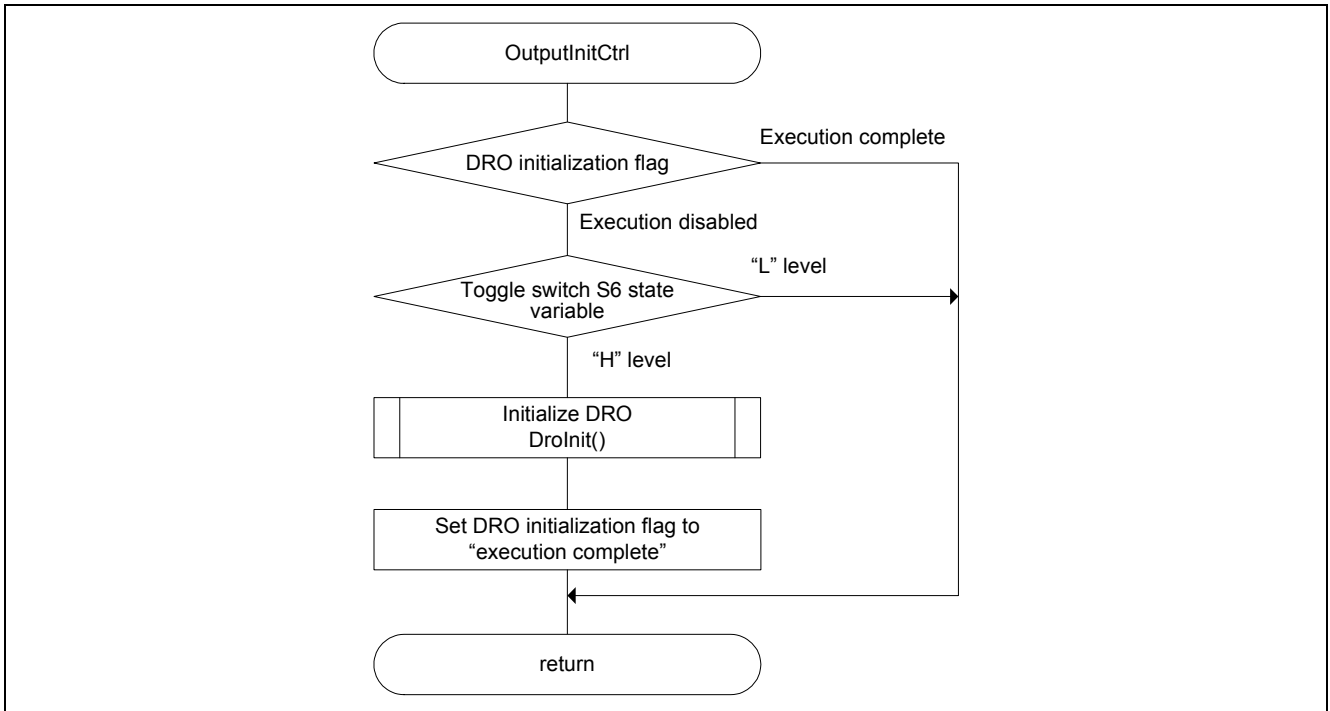 OutputInitCtrl
Execution complete
DRO initialization flag
Execution disabled
“L” level
Toggle switch S6 state
variable
“H” level
Initialize DRO
DroInit()
Set DRO initialization flag to
“execution complete”
return